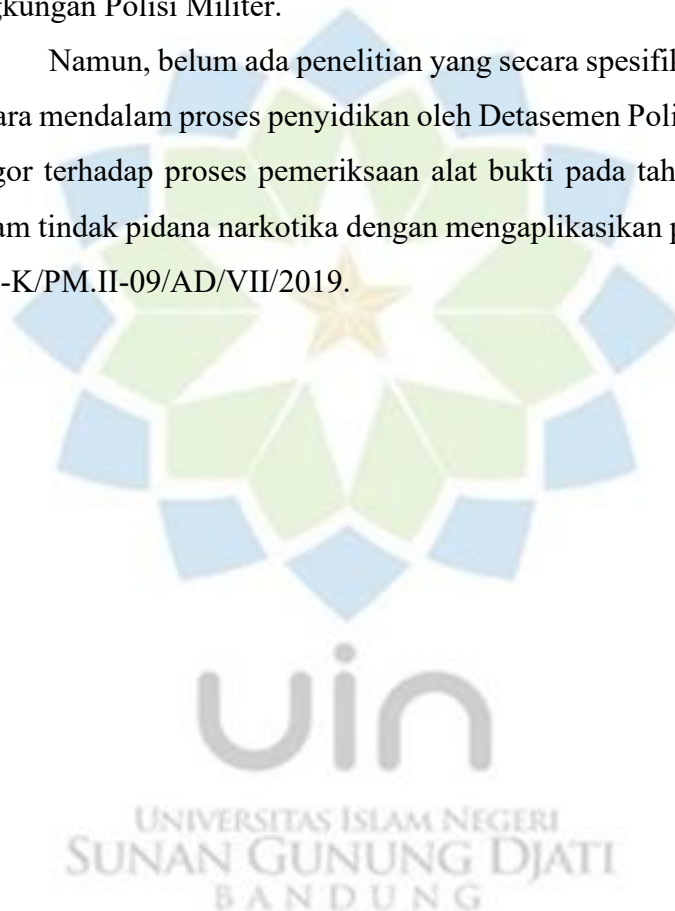 gkungan Polisi Militer.
Namun, belum ada penelitian yang secara spesifik
ara mendalam proses penyidikan oleh Detasemen Poli
gor terhadap proses pemeriksaan alat bukti pada tah
am tindak pidana narkotika dengan mengaplikasikan p
-K/PM.II-09/AD/VII/2019.
uin
UNIVERSITAS ISLAM NEGERI
SUNAN GUNUNG DJATI
BANDUNG